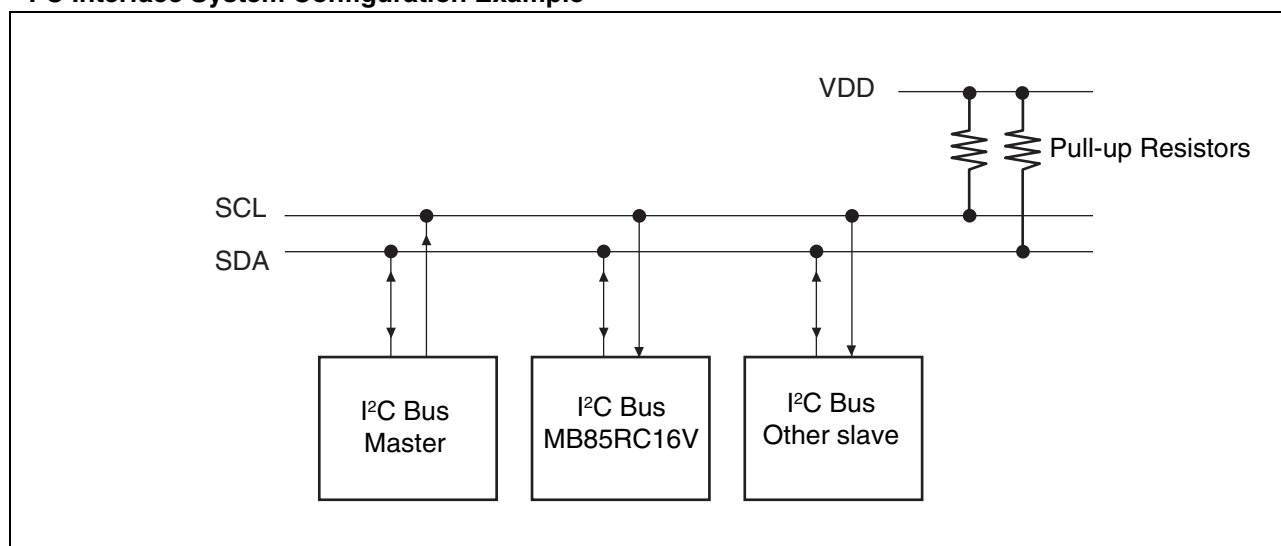 I²C Interface System Configuration Example
VDD
Pull-up Resistors
SCL
SDA
I²C Bus
Master
I²C Bus
MB85RC16V
I²C Bus
Other slave